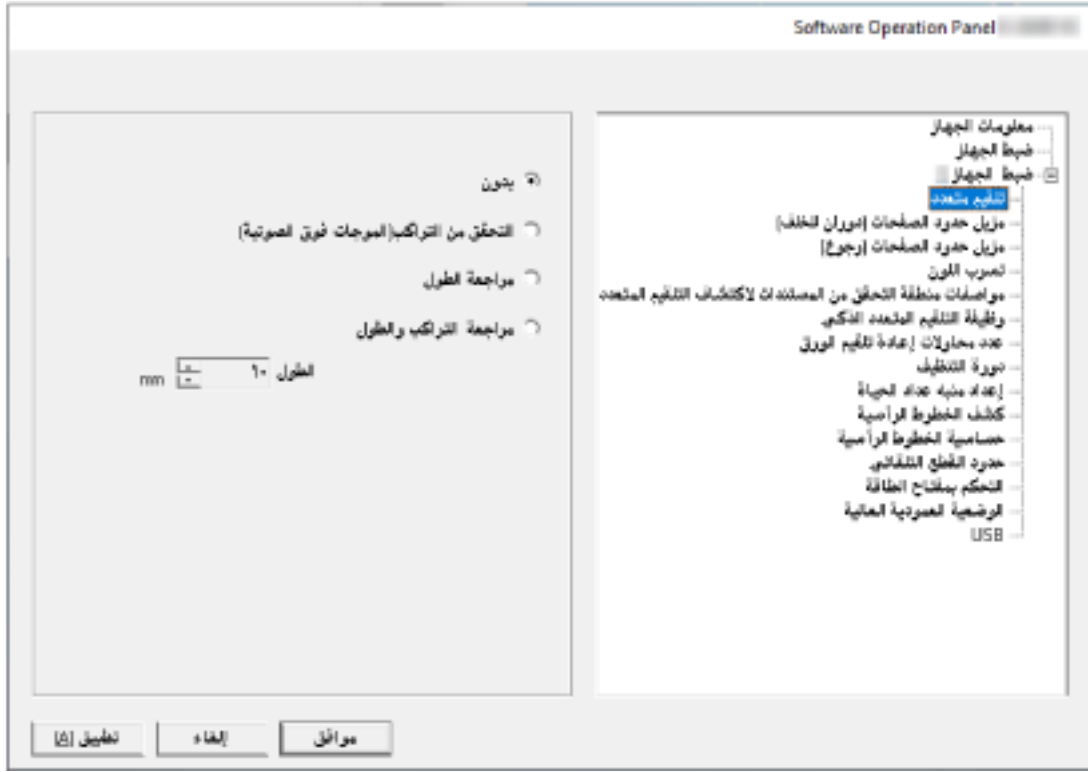 Software Operation Panel
معلومات الجهاز
ضبط الجهاز
ضبط الجهاز
تلقيم متعدد
مزيل حدود الصفحات (دوران للخلف)
مزيل حدود الصفحات (رجوع)
تسرب اللون
مواصفات منطقة التحقق من المستندات لاكتشاف التلقيم المتعدد
وظيفة التلقيم المتعدد الذكي
عدد محاولات إعادة تلقيم الورق
دورة التنظيف
إعداد منبه عداد الحياة
كشف الخطوط الرأسية
حساسية الخطوط الرأسية
حدود القطع التلقائي
التحكم بمفتاح الطاقة
الوضعية العمودية العالية
USB
بدون
التحقق من التراكب(الموجات فوق الصوتية)
مراجعة الطول
مراجعة التراكب والطول
الطول ١٠ mm
موافق
إلغاء
تطبيق (A)